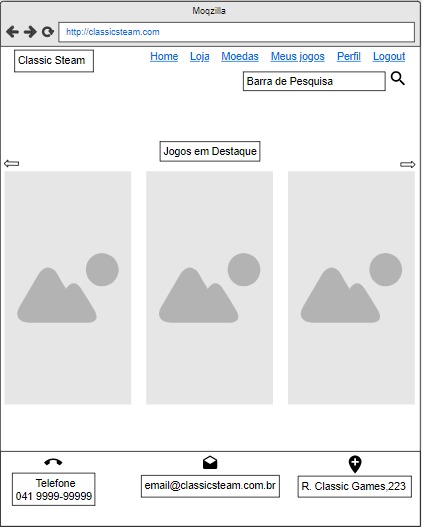 Moqzilla
http://classicsteam.com
Classic Steam
Home Loja Moedas Meus jogos Perfil Logout
Barra de Pesquisa
Jogos em Destaque
Telefone
041 9999-99999
email@classicsteam.com.br
R. Classic Games,223